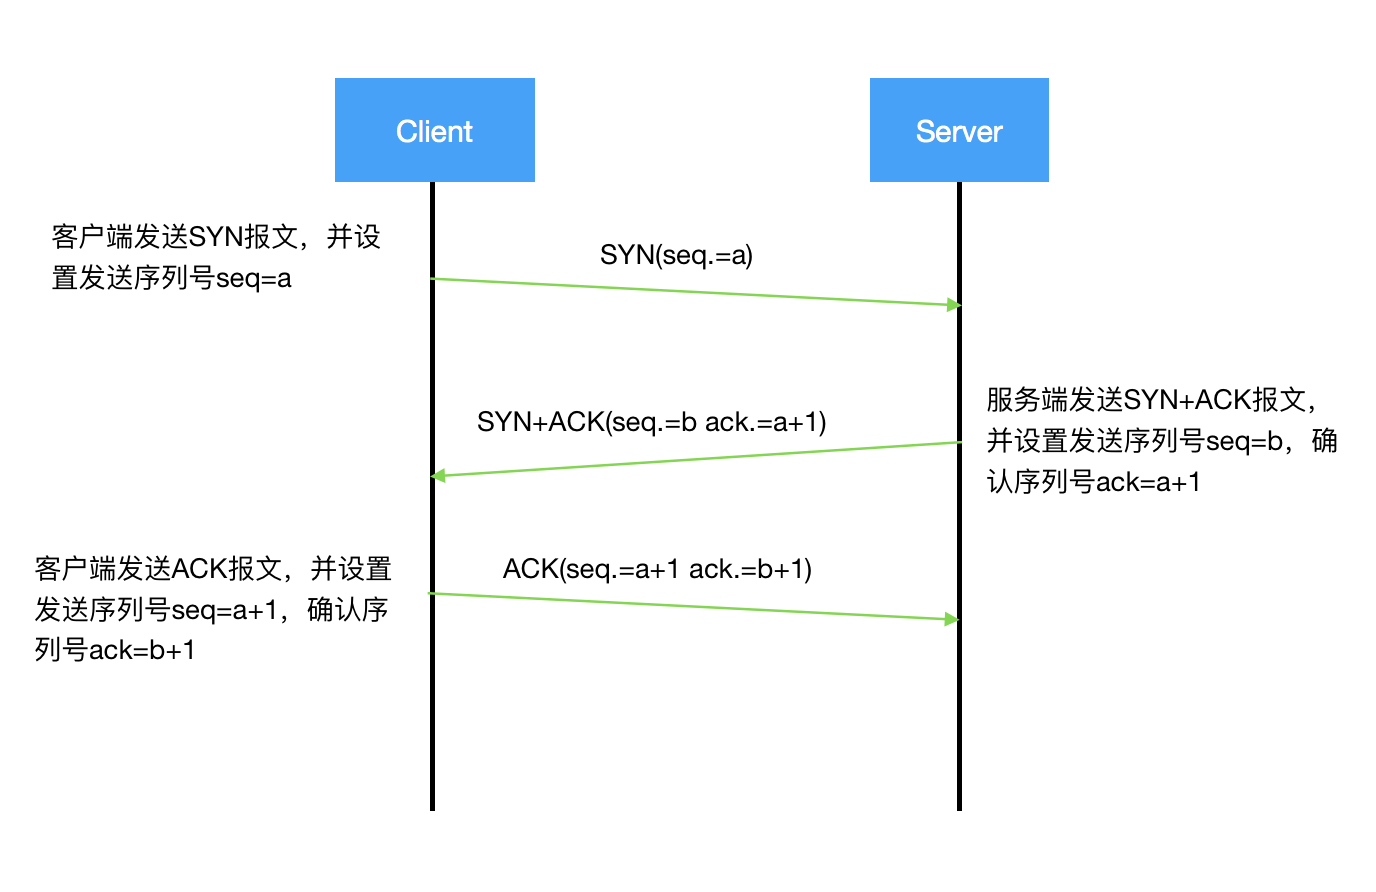 Client
Server
客户端发送SYN报文，并设
置发送序列号seq=a
SYN(seq.=a)
服务端发送SYN+ACK报文，
并设置发送序列号seq=b，确
认序列号ack=a+1
SYN+ACK(seq.=b ack.=a+1)
客户端发送ACK报文，并设置
发送序列号seq=a+1，确认序
列号ack=b+1
ACK(seq.=a+1 ack.=b+1)